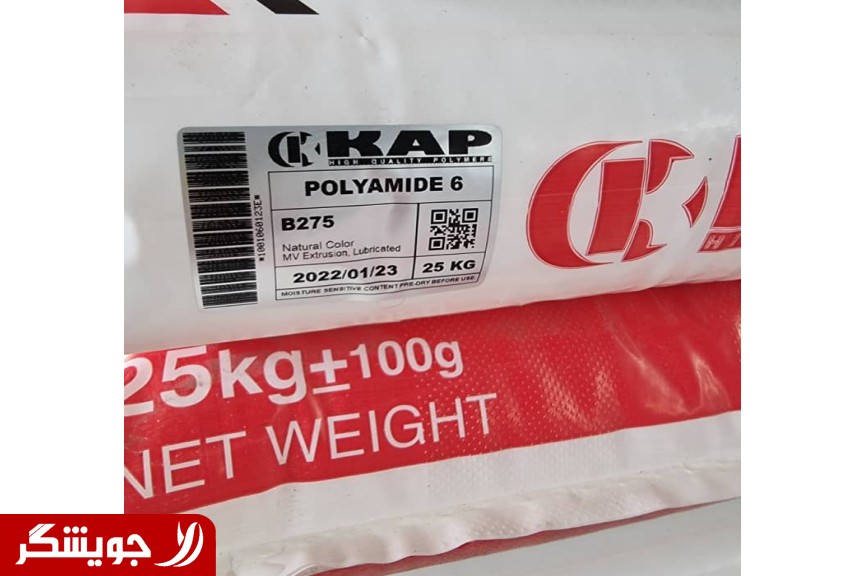 KAP
HIGH QUALITY POLYMERS
POLYAMIDE 6
B275
Natural Color
MV Extrusion, Lubricated
2022/01/23
25 KG
MOISTURE SENSITIVE CONTENT PRE-DRY BEFORE USE
*1001060123E*
25kg±100g
NET WEIGHT
جویشگر